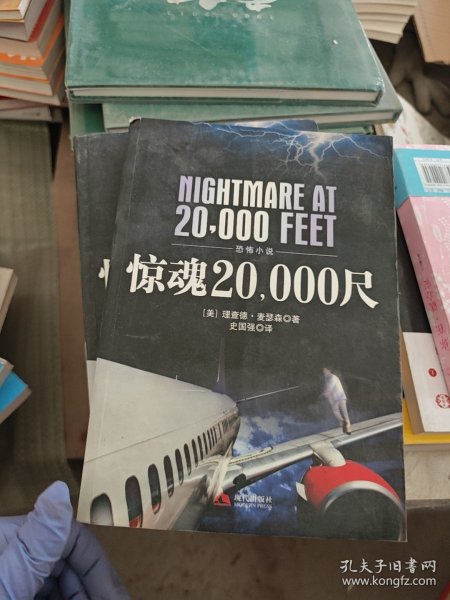 NIGHTMARE AT
20,000 FEET
恐怖小说
惊魂20,000尺
[美] 理查德·麦瑟森◎著
史国强◎译
现代出版社
MODERN PRESS
孔夫子旧书网
www.kongfz.com